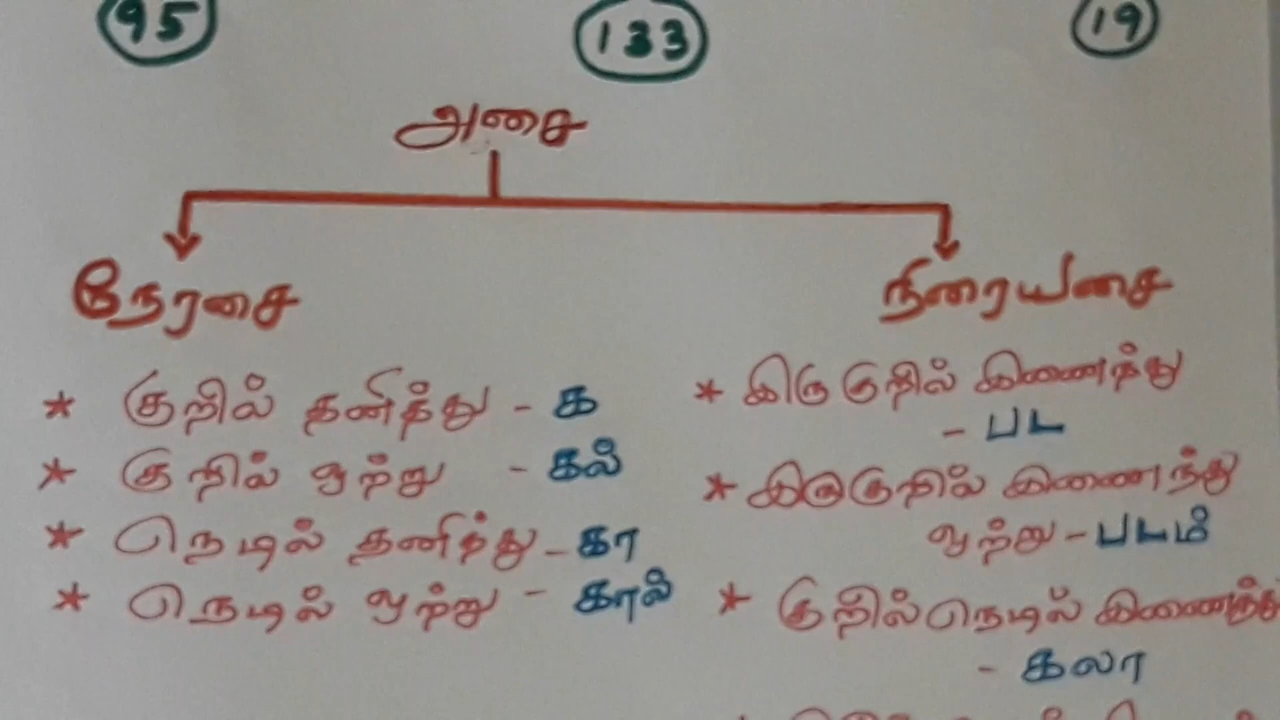 95 133 19
அசை
நேரசை நிரையசை
* குறில் தனித்து - க
* குறில் ஒற்று - கல்
* நெடில் தனித்து - கா
* நெடில் ஒற்று - கால்
* இரு குறில் இணைந்து
- பட
* இருகுறில் இணைந்து
ஒற்று - படம்
* குறில் நெடில் இணைந்து
- கலா